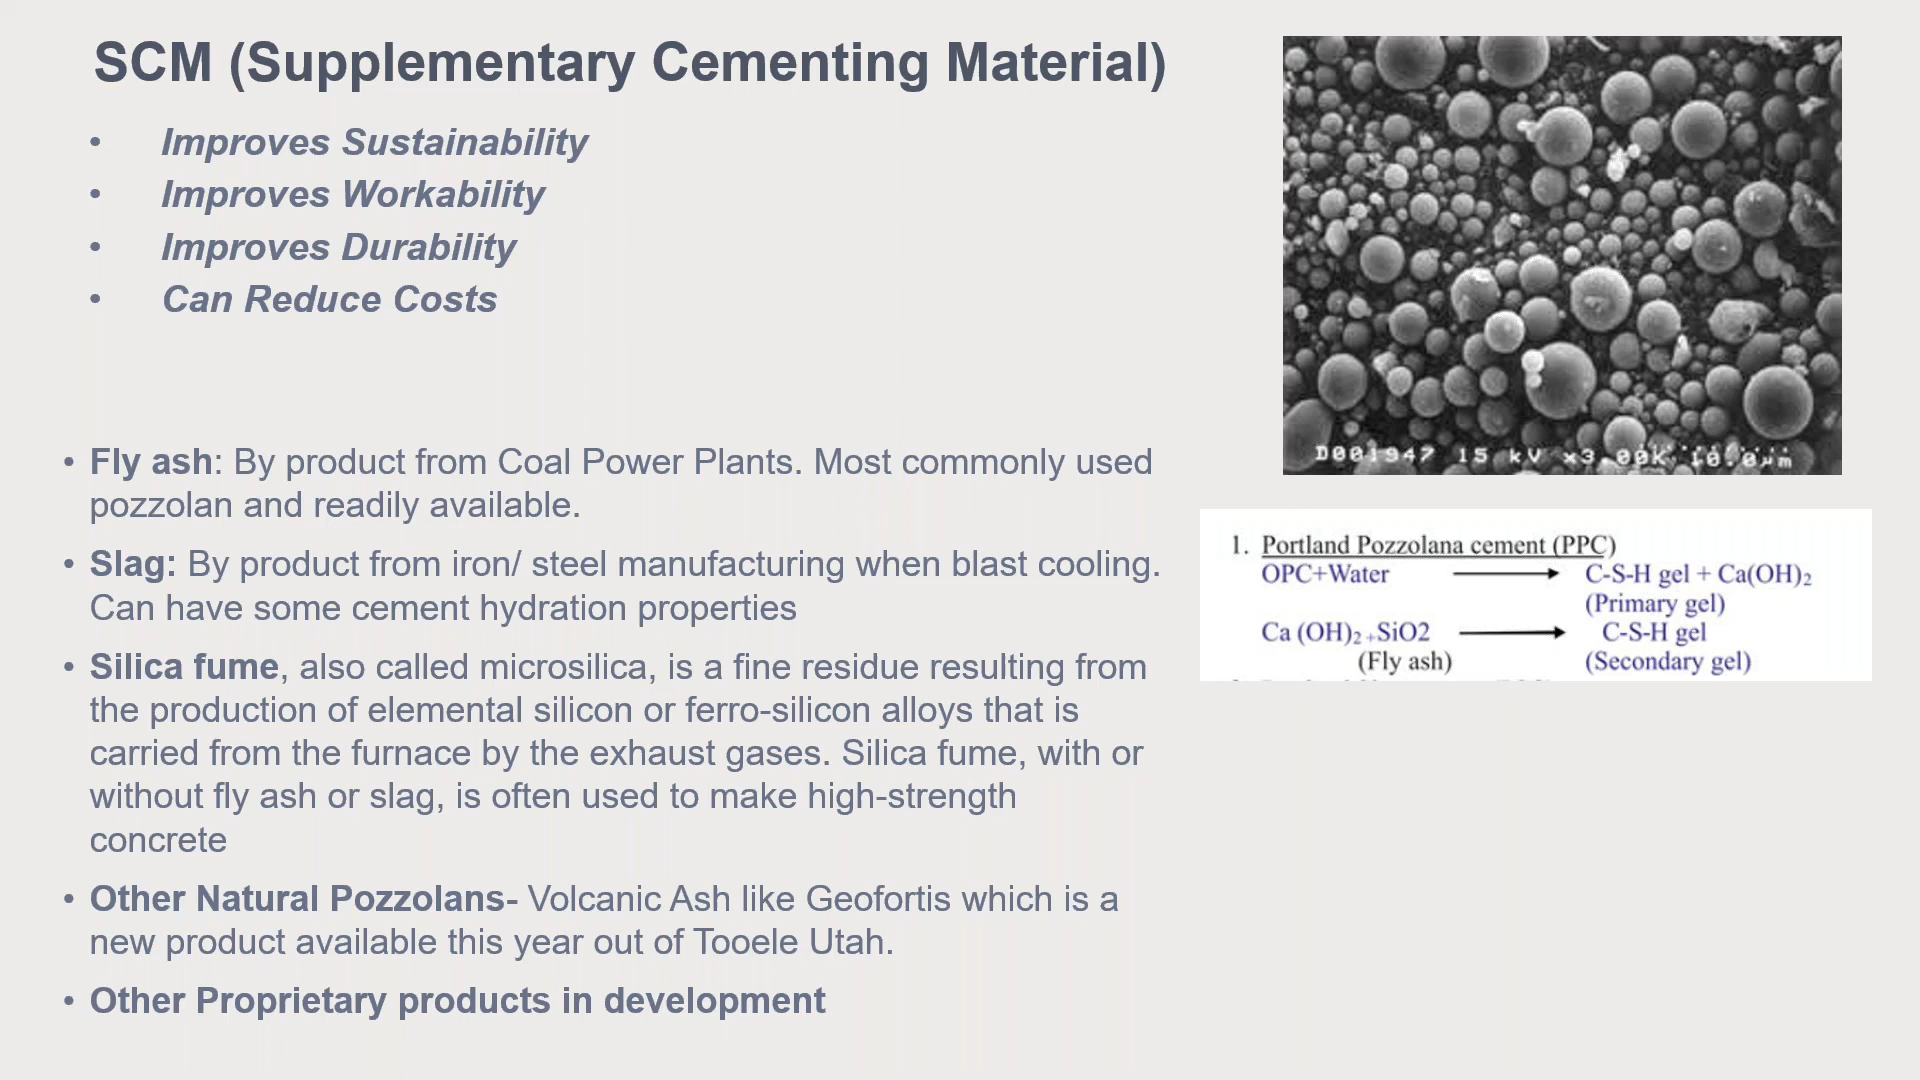 SCM (Supplementary Cementing Material)
• Improves Sustainability
• Improves Workability
• Improves Durability
• Can Reduce Costs
• Fly ash: By product from Coal Power Plants. Most commonly used
pozzolan and readily available.
• Slag: By product from iron/ steel manufacturing when blast cooling.
Can have some cement hydration properties
• Silica fume, also called microsilica, is a fine residue resulting from
the production of elemental silicon or ferro-silicon alloys that is
carried from the furnace by the exhaust gases. Silica fume, with or
without fly ash or slag, is often used to make high-strength
concrete
• Other Natural Pozzolans- Volcanic Ash like Geofortis which is a
new product available this year out of Tooele Utah.
• Other Proprietary products in development
D001947 15 kV x3.00k 10.0µm
1. Portland Pozzolana cement (PPC)
OPC+Water ⟶ C-S-H gel + Ca(OH)₂
(Primary gel)
Ca (OH)₂ +SiO2 ⟶ C-S-H gel
(Fly ash) (Secondary gel)